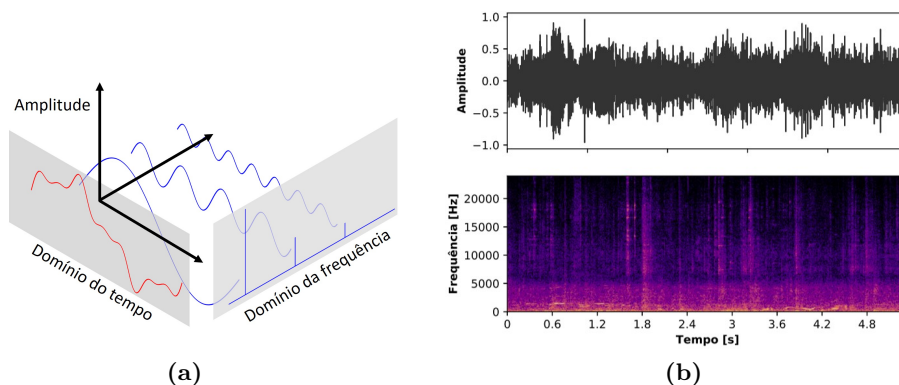 Amplitude
Domínio do tempo
Domínio da frequência
(a)
1.0
0.5
0.0
−0.5
−1.0
Amplitude
20000
15000
10000
5000
0
Frequência [Hz]
0 0.6 1.2 1.8 2.4 3 3.6 4.2 4.8
Tempo [s]
(b)